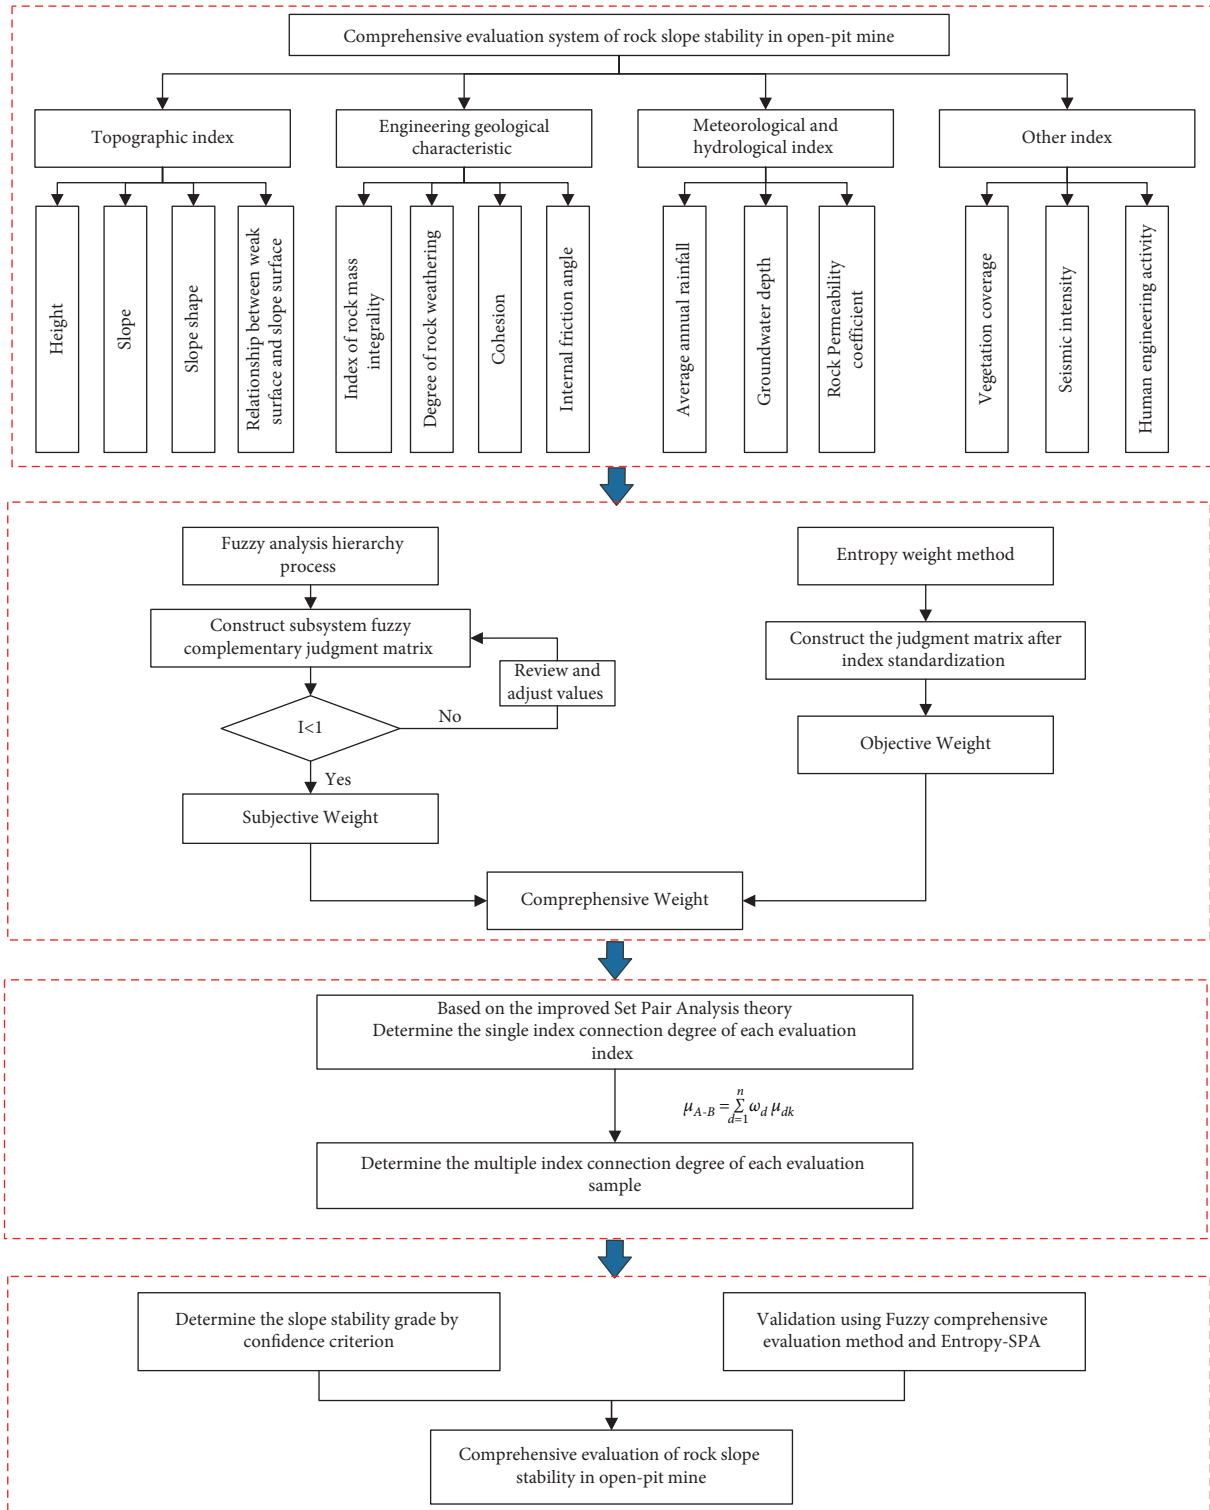 Comprehensive evaluation system of rock slope stability in open-pit mine
Topographic index
Engineering geological
characteristic
Meteorological and
hydrological index
Other index
Height
Slope
Slope shape
Relationship between weak
surface and slope surface
Index of rock mass
integrality
Degree of rock weathering
Cohesion
Internal friction angle
Average annual rainfall
Groundwater depth
Rock Permeability
coefficient
Vegetation coverage
Seismic intensity
Human engineering activity
Fuzzy analysis hierarchy
process
Construct subsystem fuzzy
complementary judgment matrix
Review and
adjust values
I<1
No
Yes
Subjective Weight
Entropy weight method
Construct the judgment matrix after
index standardization
Objective Weight
Comprephensive Weight
Based on the improved Set Pair Analysis theory
Determine the single index connection degree of each evaluation
index
μ_{A-B} = \sum_{d=1}^{n} ω_d μ_{dk}
Determine the multiple index connection degree of each evaluation
sample
Determine the slope stability grade by
confidence criterion
Validation using Fuzzy comprehensive
evaluation method and Entropy-SPA
Comprehensive evaluation of rock slope
stability in open-pit mine